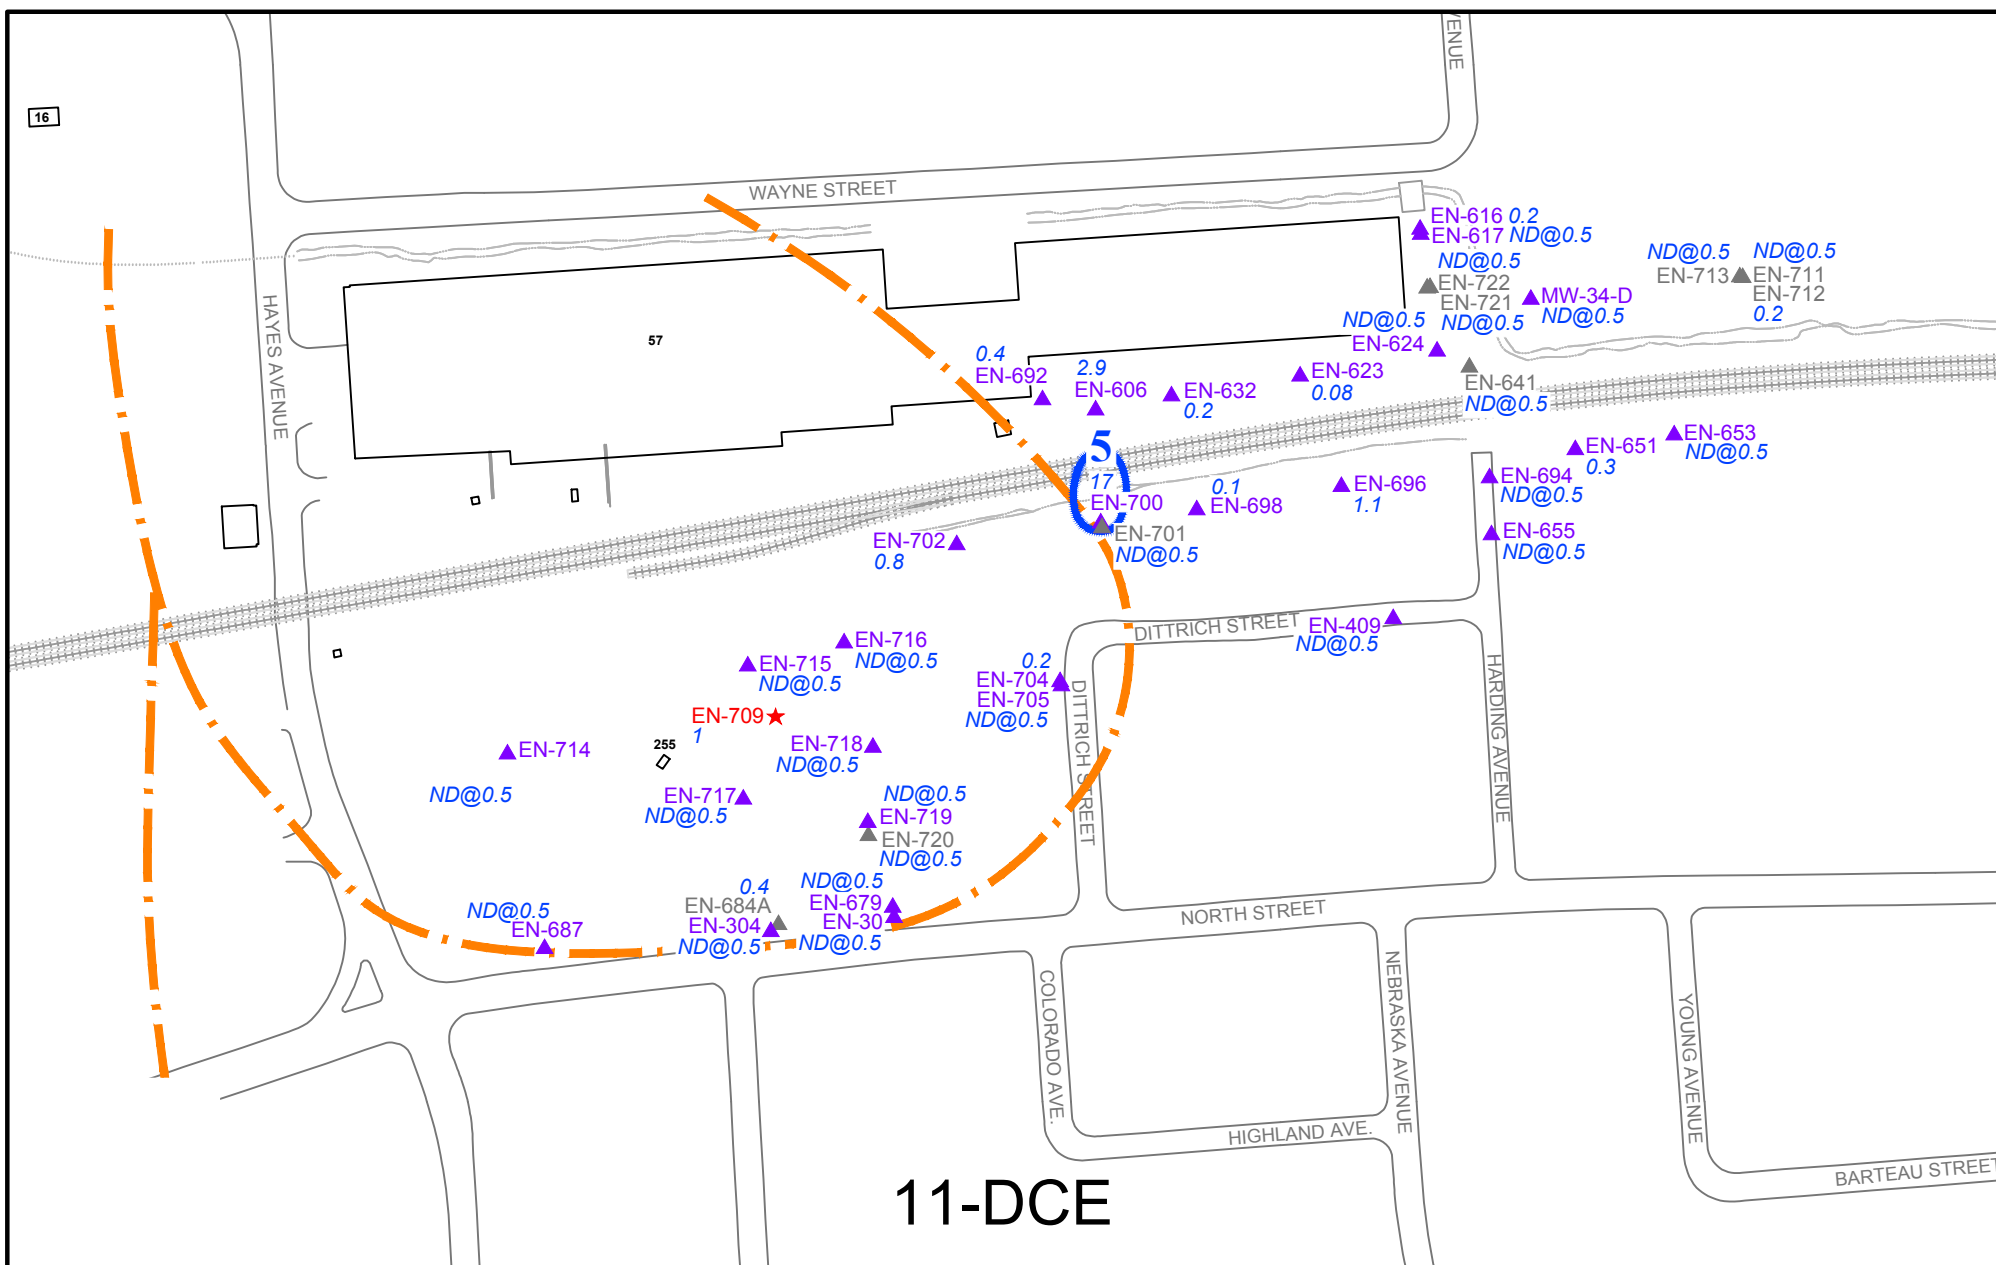 ENUE
16
WAYNE STREET
EN-616 0.2
EN-617 ND@0.5
ND@0.5
EN-722
EN-721
ND@0.5
MW-34-D
ND@0.5
ND@0.5 ND@0.5
EN-713 EN-711
EN-712
0.2
HAYES AVENUE
57
ND@0.5
EN-624
0.4
EN-692
2.9
EN-606
EN-632
0.2
EN-623
0.08
EN-641
ND@0.5
5
17
EN-700
EN-701
ND@0.5
0.1
EN-698
EN-696
1.1
EN-694
ND@0.5
EN-651
0.3
EN-653
ND@0.5
EN-702
0.8
EN-655
ND@0.5
DITTRICH STREET
EN-409
ND@0.5
EN-716
ND@0.5
EN-715
ND@0.5
0.2
EN-704
EN-705
ND@0.5
DITTRICH STREET
HARDING AVENUE
EN-709
1
EN-714
ND@0.5
255
EN-718
ND@0.5
EN-717
ND@0.5
ND@0.5
EN-719
EN-720
ND@0.5
0.4
EN-684A
EN-304
ND@0.5
ND@0.5
EN-679
EN-30
ND@0.5
ND@0.5
EN-687
NORTH STREET
COLORADO AVE.
NEBRASKA AVENUE
YOUNG AVENUE
HIGHLAND AVE.
BARTEAU STREET
11-DCE